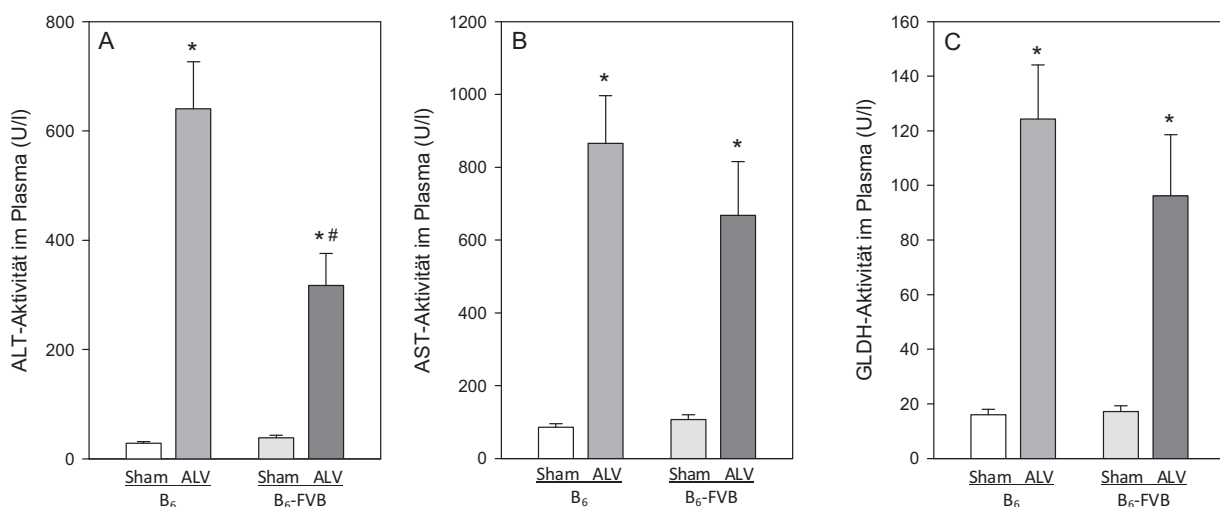 A
ALT-Aktivität im Plasma (U/l)
800
600
400
200
0
*
*#
Sham ALV Sham ALV
B₆ B₆-FVB
B
AST-Aktivität im Plasma (U/l)
1200
1000
800
600
400
200
0
*
*
Sham ALV Sham ALV
B₆ B₆-FVB
C
GLDH-Aktivität im Plasma (U/l)
160
140
120
100
80
60
40
20
0
*
*
Sham ALV Sham ALV
B₆ B₆-FVB